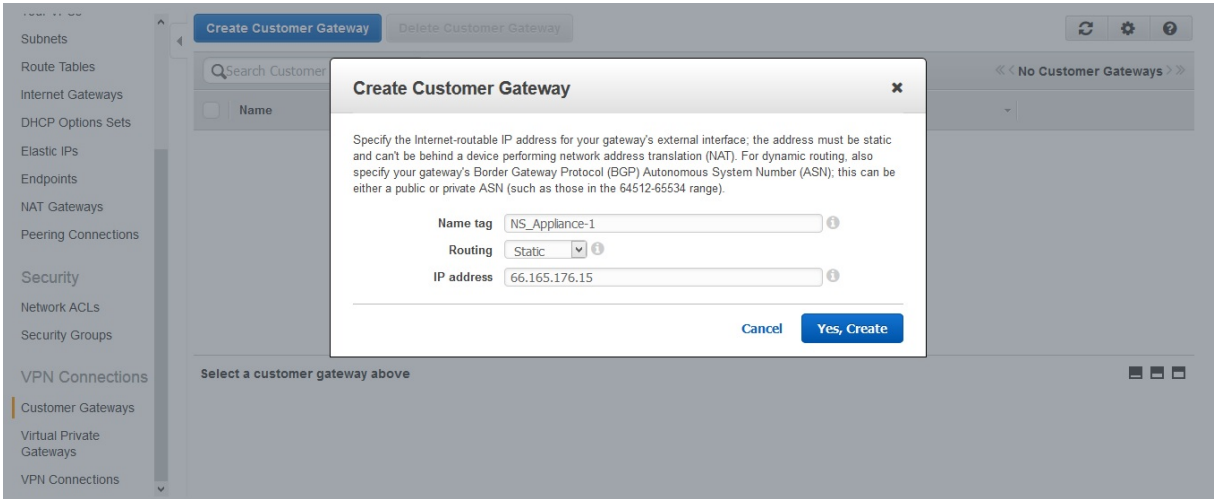 Subnets
Route Tables
Internet Gateways
DHCP Options Sets
Elastic IPs
Endpoints
NAT Gateways
Peering Connections
Security
Network ACLs
Security Groups
VPN Connections
Customer Gateways
Virtual Private
Gateways
VPN Connections
Create Customer Gateway
Delete Customer Gateway
Search Customer
« < No Customer Gateways > »
Name
Create Customer Gateway
Specify the Internet-routable IP address for your gateway's external interface; the address must be static
and can't be behind a device performing network address translation (NAT). For dynamic routing, also
specify your gateway's Border Gateway Protocol (BGP) Autonomous System Number (ASN); this can be
either a public or private ASN (such as those in the 64512-65534 range).
Name tag NS_Appliance-1
Routing Static
IP address 66.165.176.15
Cancel Yes, Create
Select a customer gateway above